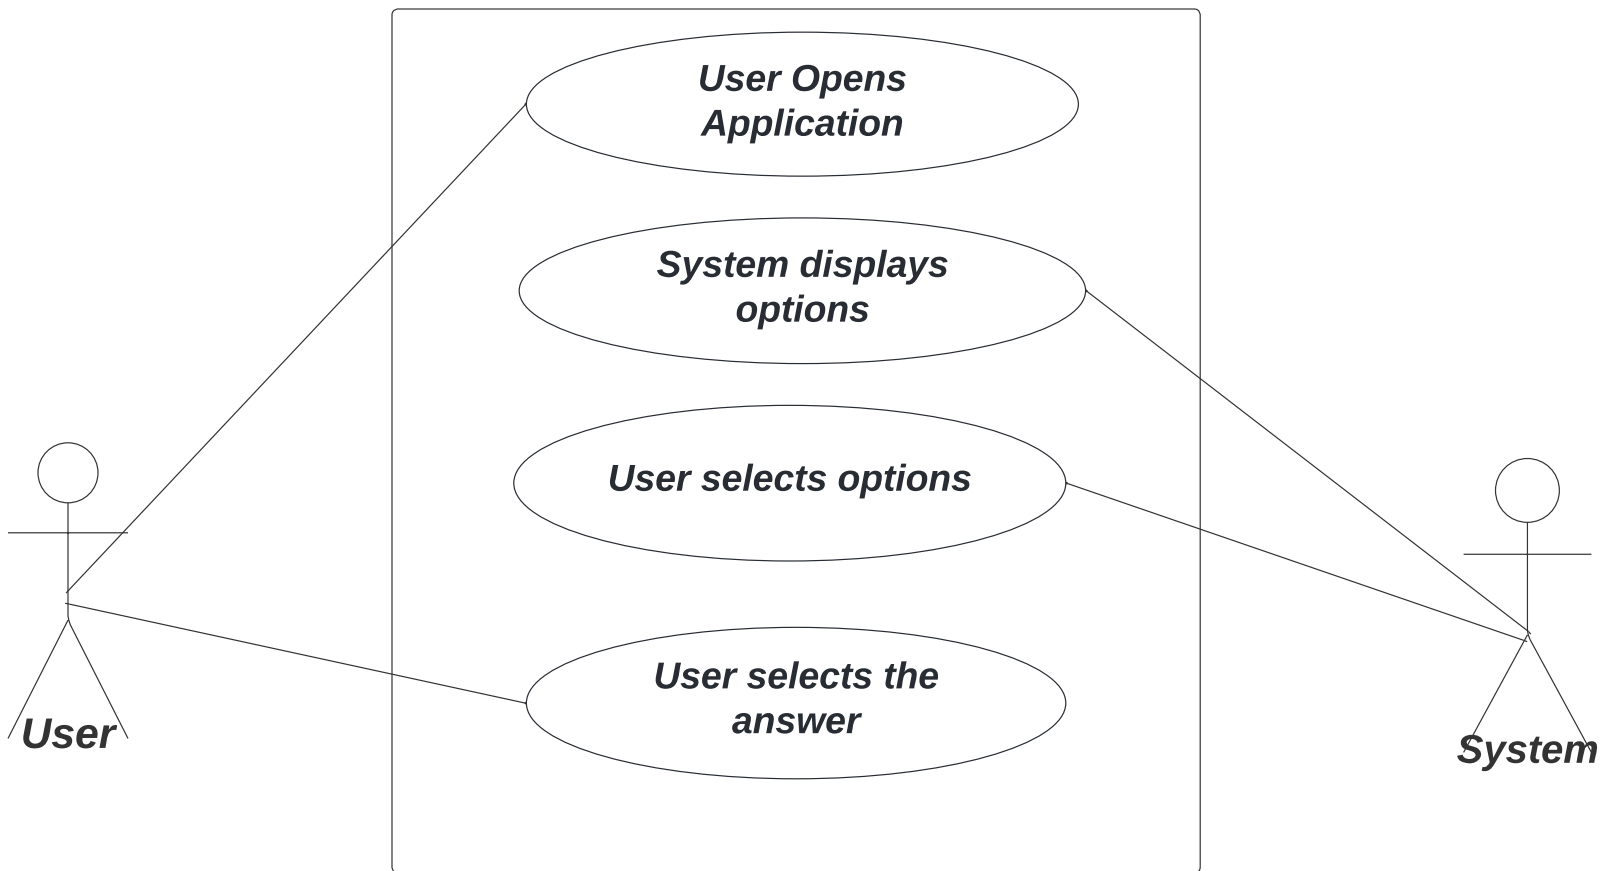 User Opens
Application
System displays
options
User selects options
User selects the
answer
User
System